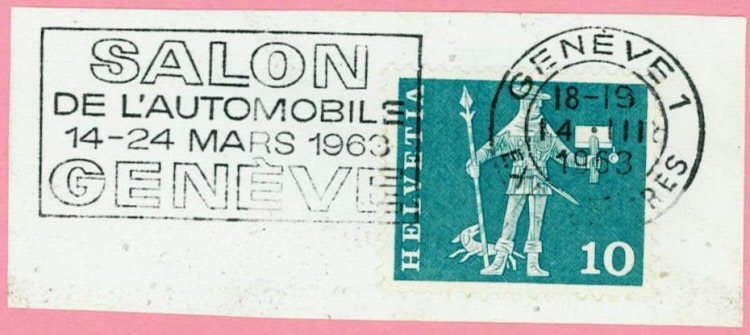 SALON
DE L'AUTOMOBILE
14-24 MARS 1963
GENÈVE
GENÈVE 1
18-19
14·III
1963
HELVETIA
10